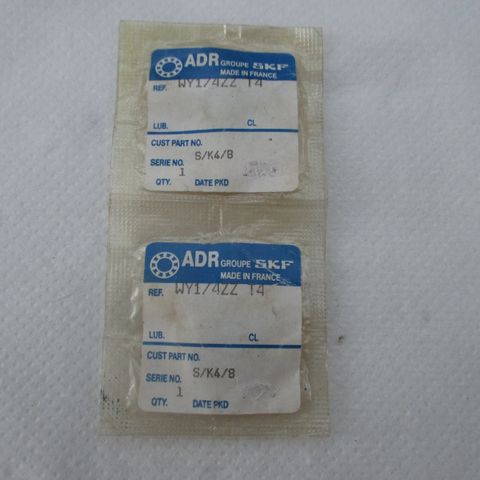 ADR GROUPE SKF
MADE IN FRANCE
REF. WY1/4ZZ T4
LUB. CL
CUST PART NO.
S/K4/8
SERIE NO.
1
QTY. DATE PKD
ADR GROUPE SKF
MADE IN FRANCE
REF. WY1/4ZZ T4
LUB. CL
CUST PART NO.
S/K4/8
SERIE NO.
1
QTY. DATE PKD